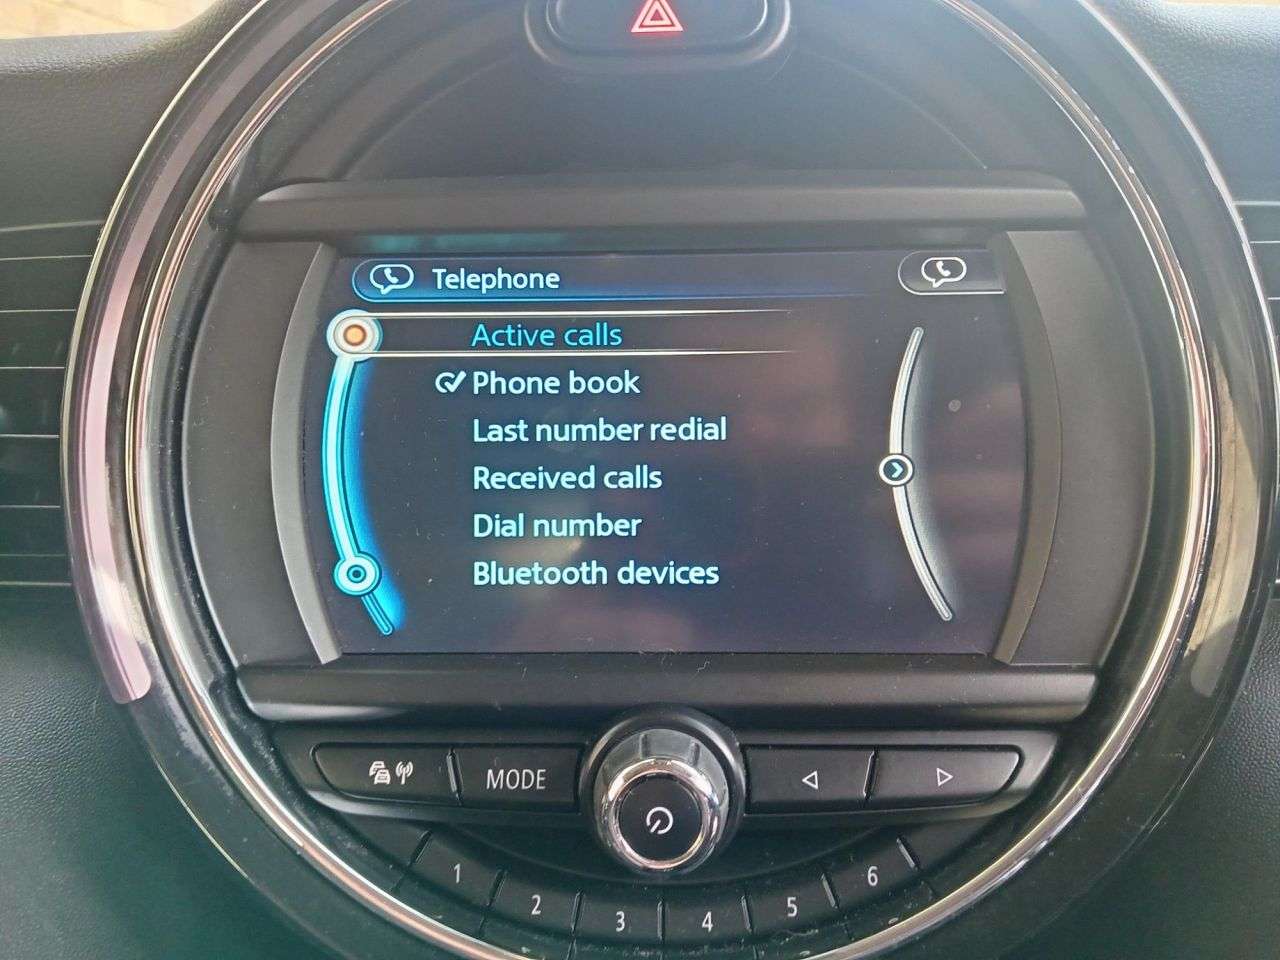 Telephone
Active calls
Phone book
Last number redial
Received calls
Dial number
Bluetooth devices
MODE
1 2 3 4 5 6